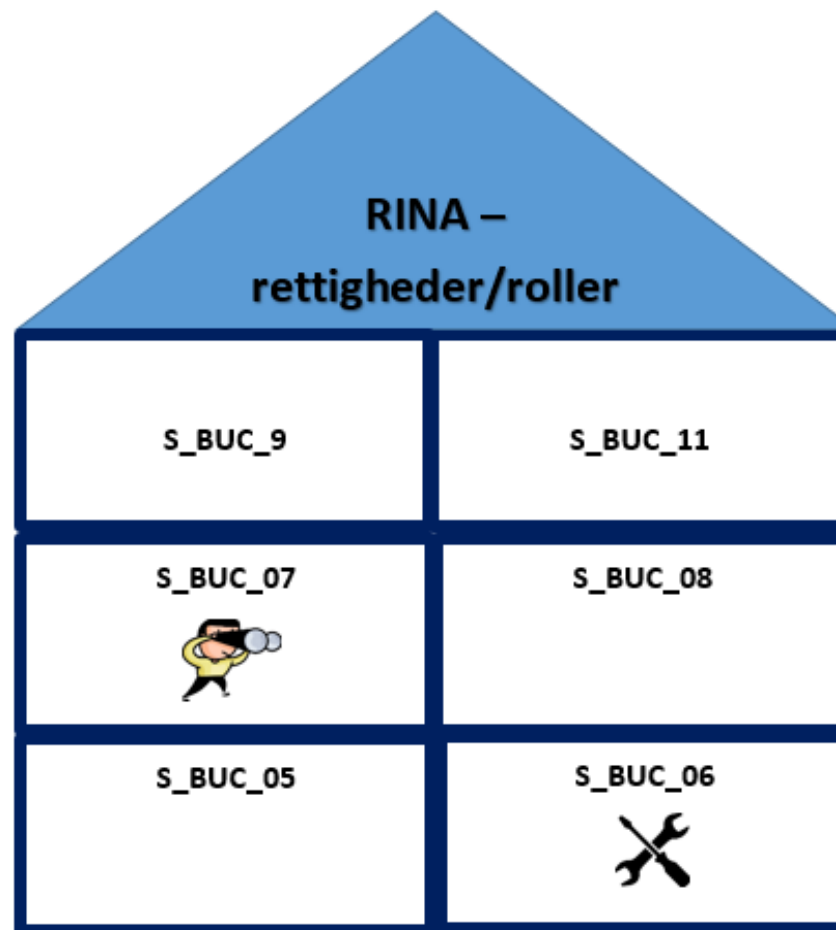 RINA –
rettigheder/roller
S_BUC_9
S_BUC_11
S_BUC_07
S_BUC_08
S_BUC_05
S_BUC_06